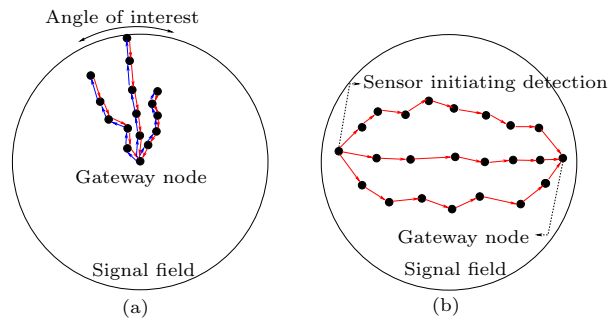 Angle of interest
Gateway node
Signal field
(a)
Sensor initiating detection
Gateway node
Signal field
(b)